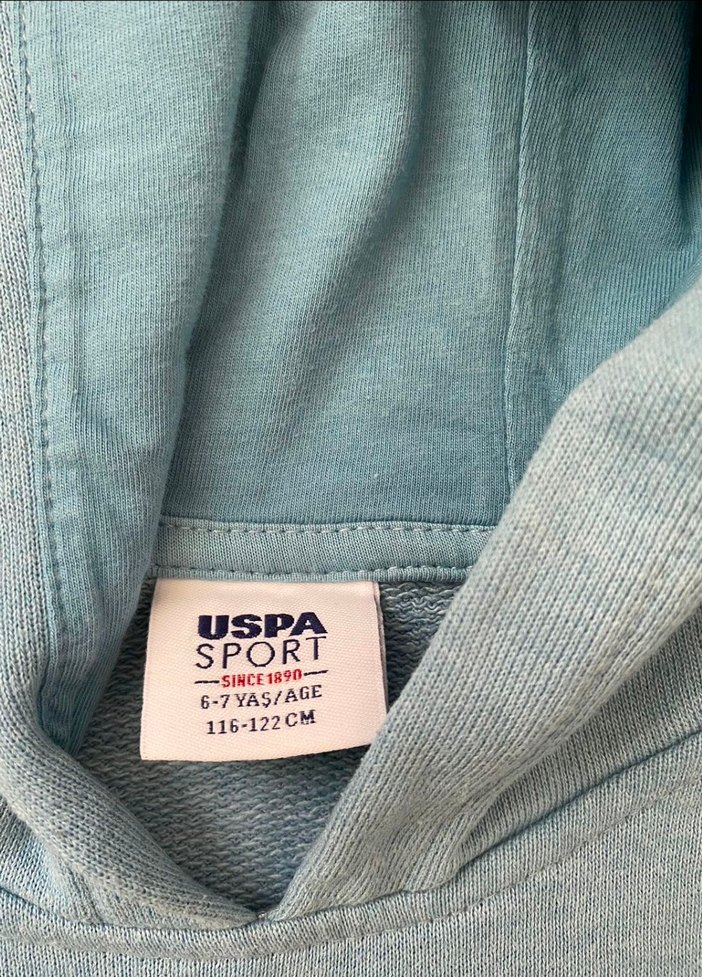 USPA
SPORT
SINCE 1890
6-7 YAŞ/AGE
116-122 CM